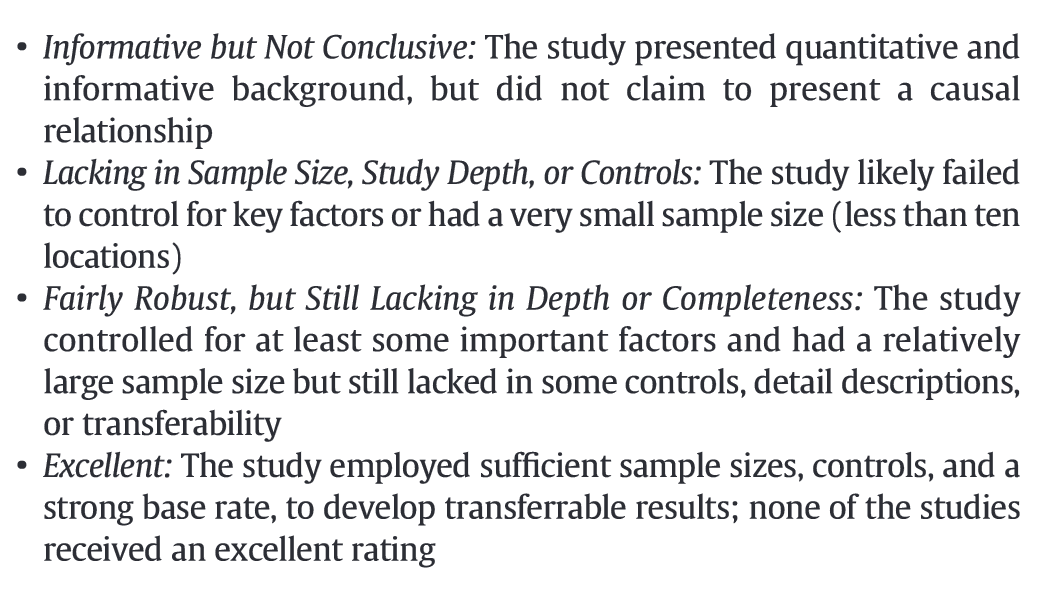 • Informative but Not Conclusive: The study presented quantitative and
informative background, but did not claim to present a causal
relationship
• Lacking in Sample Size, Study Depth, or Controls: The study likely failed
to control for key factors or had a very small sample size (less than ten
locations)
• Fairly Robust, but Still Lacking in Depth or Completeness: The study
controlled for at least some important factors and had a relatively
large sample size but still lacked in some controls, detail descriptions,
or transferability
• Excellent: The study employed sufficient sample sizes, controls, and a
strong base rate, to develop transferrable results; none of the studies
received an excellent rating